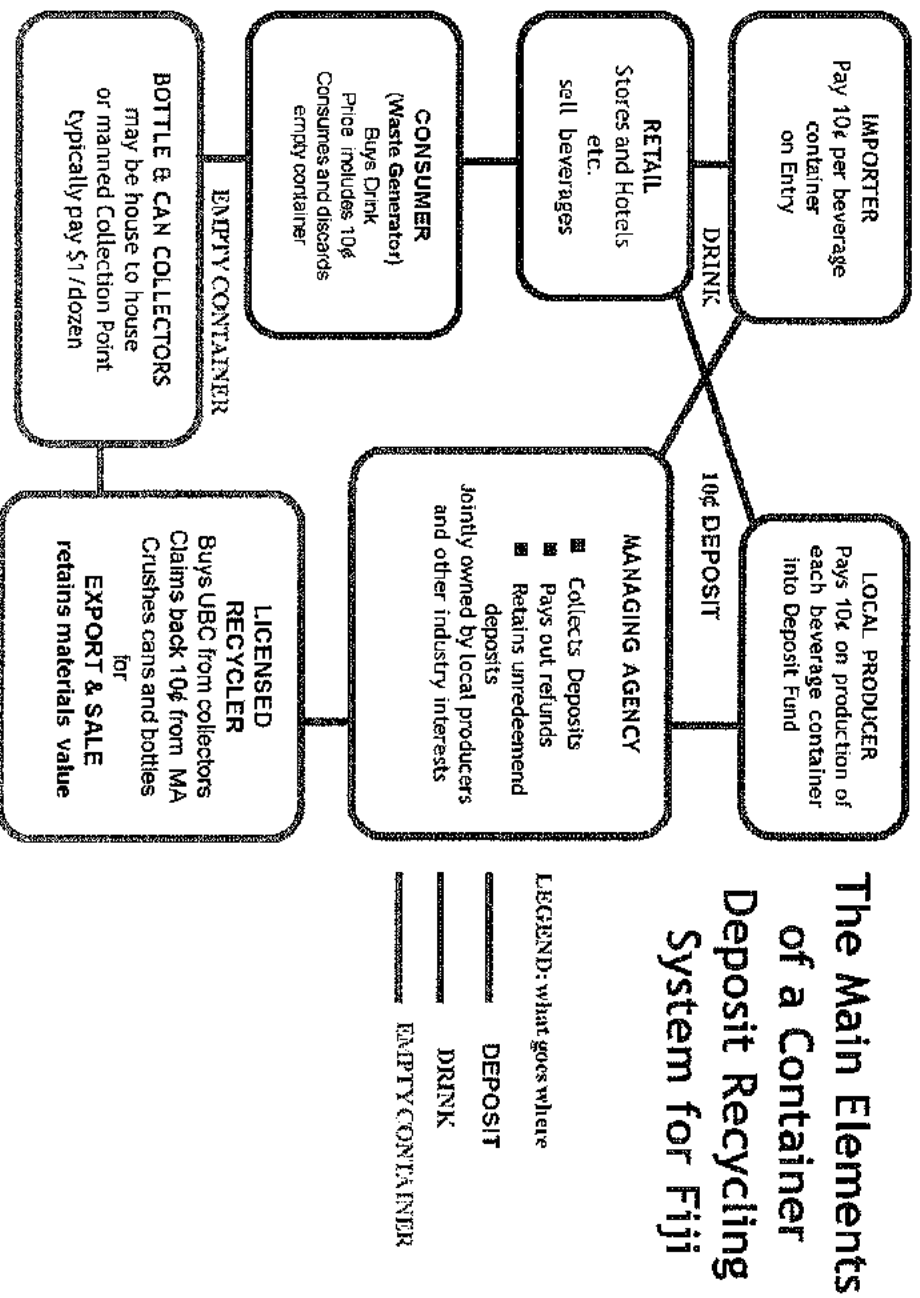 The Main Elements
of a Container
Deposit Recycling
System for Fiji
IMPORTER
Pay 10¢ per beverage
container
on Entry
LOCAL PRODUCER
Pays 10¢ on production of
each beverage container
into Deposit Fund
DRINK
10¢ DEPOSIT
RETAIL
Stores and Hotels
etc.
sell beverages
MANAGING AGENCY
Collects Deposits
Pays out refunds
Retains unredeemend
deposits
Jointly owned by local producers
and other industry interests
CONSUMER
(Waste Generator)
Buys Drink
Price includes 10¢
Consumes and discards
empty container
EMPTY CONTAINER
BOTTLE & CAN COLLECTORS
may be house to house
or manned Collection Point
typically pay $1/dozen
LICENSED
RECYCLER
Buys UBC from collectors
Claims back 10¢ from MA
Crushes cans and bottles
for
EXPORT & SALE
retains materials value
LEGEND: what goes where
DEPOSIT
DRINK
EMPTY CONTAINER